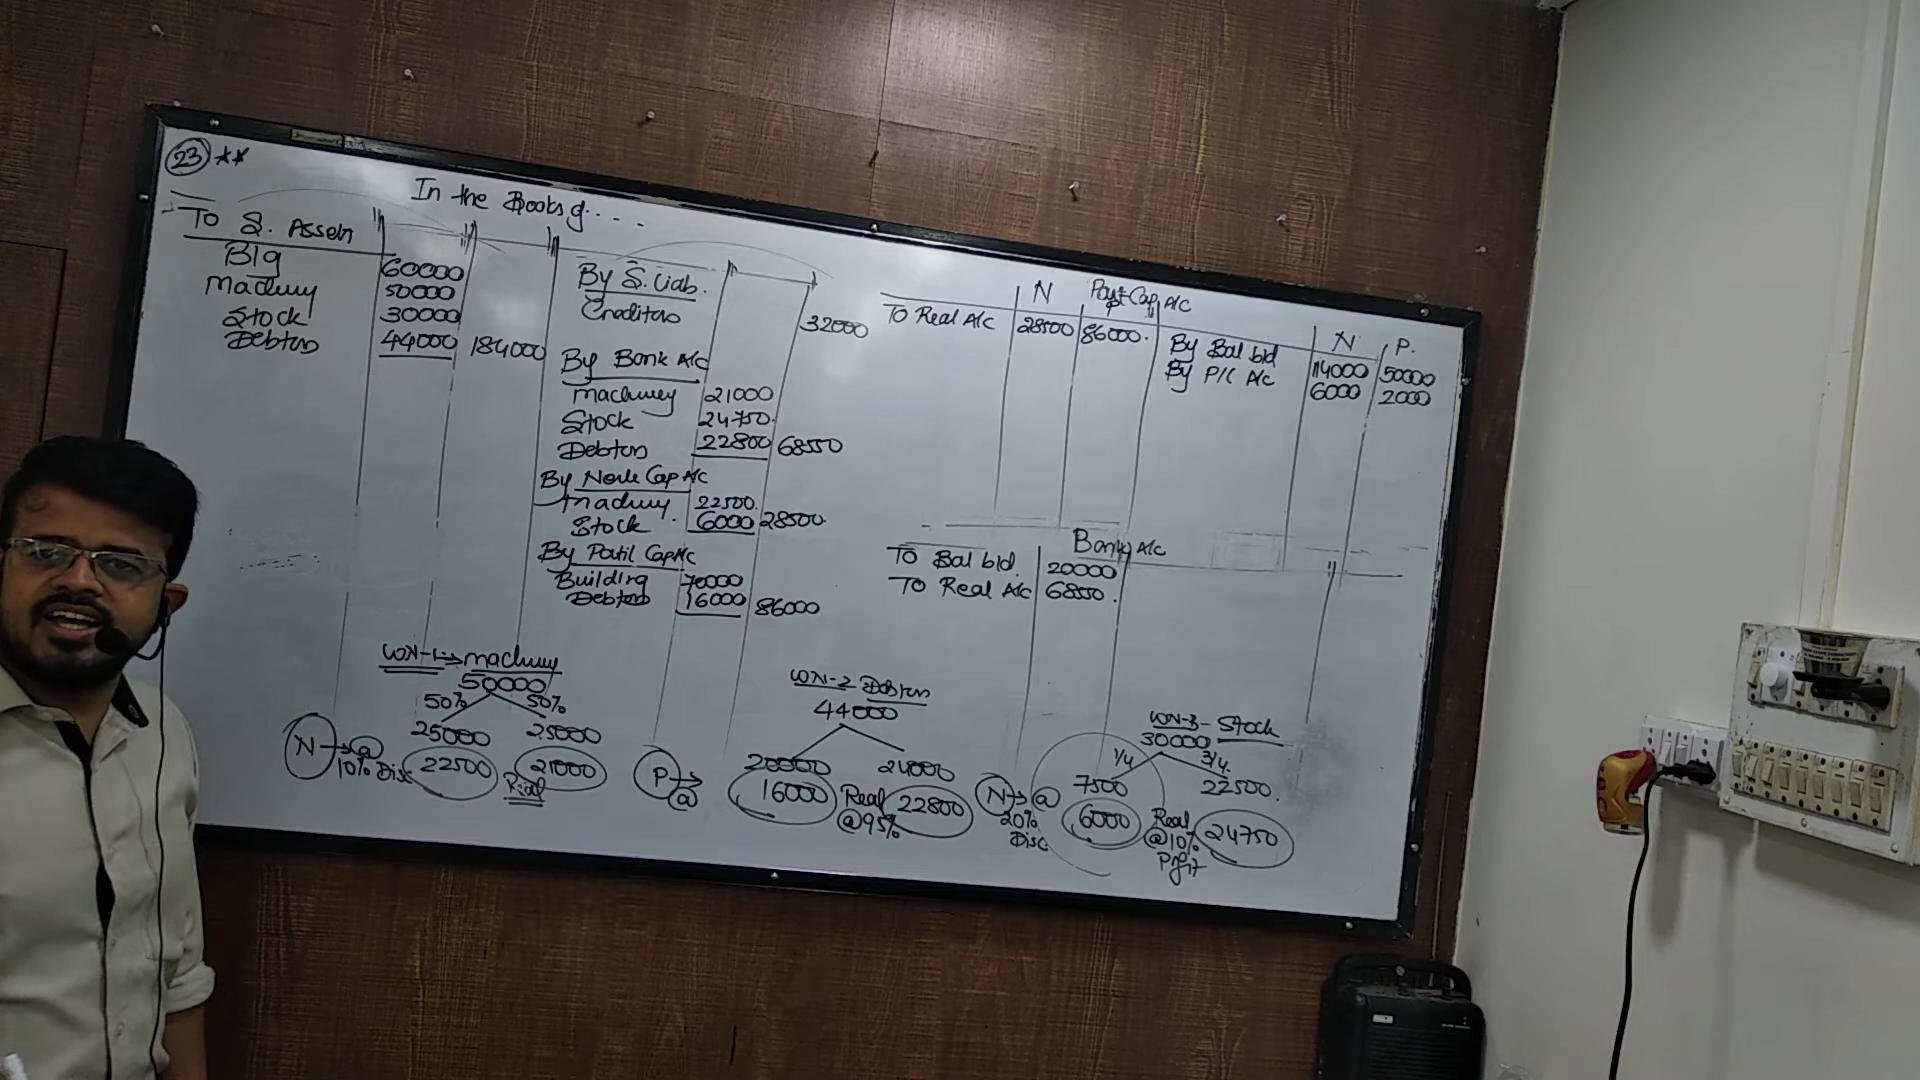 23 **
In the Books of....
To S. Assets
Blg 60000
Machinery 50000
Stock 30000
Debtors 44000 184000
By S. Liab.
Creditors 32000
By Bank A/c
Machinery 21000
Stock 24750
Debtors 22800 68550
By Nerle Cap A/c
Machinery 22500
Stock 6000 28500
By Patil Cap A/c
Building 70000
Debtors 16000 86000
Part Cap A/c
N P
To Real A/c 28500 86000
N P.
By Bal b/d 114000 50000
By P/L A/c 6000 2000
Bank A/c
To Bal b/d. 20000
To Real A/c 68550
WN-1 → Machinery
50000
50% 50%
25000 25000
N → @ 10% Disc 22500 21000
Real
WN-2 Debtors
44000
20000 24000
P → @ 16000 Real @ 95% 22800
WN-3 - Stock
30000
1/4 3/4
7500 22500
N → @ 20% Disc 6000 Real @ 10% Profit 24750